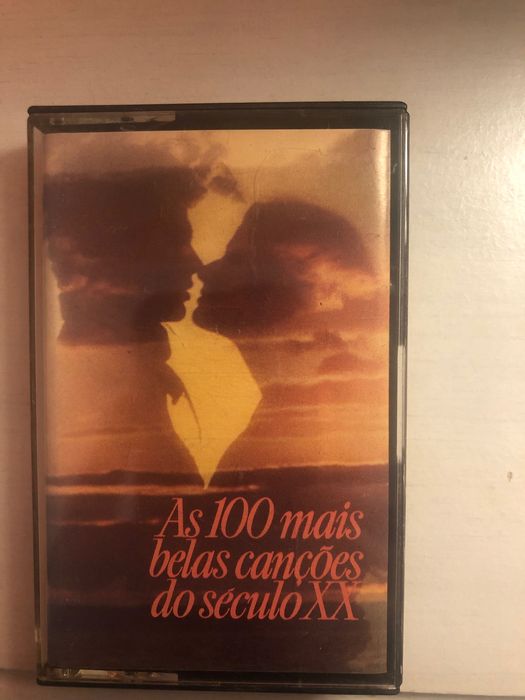 As 100 mais
belas canções
do século XX